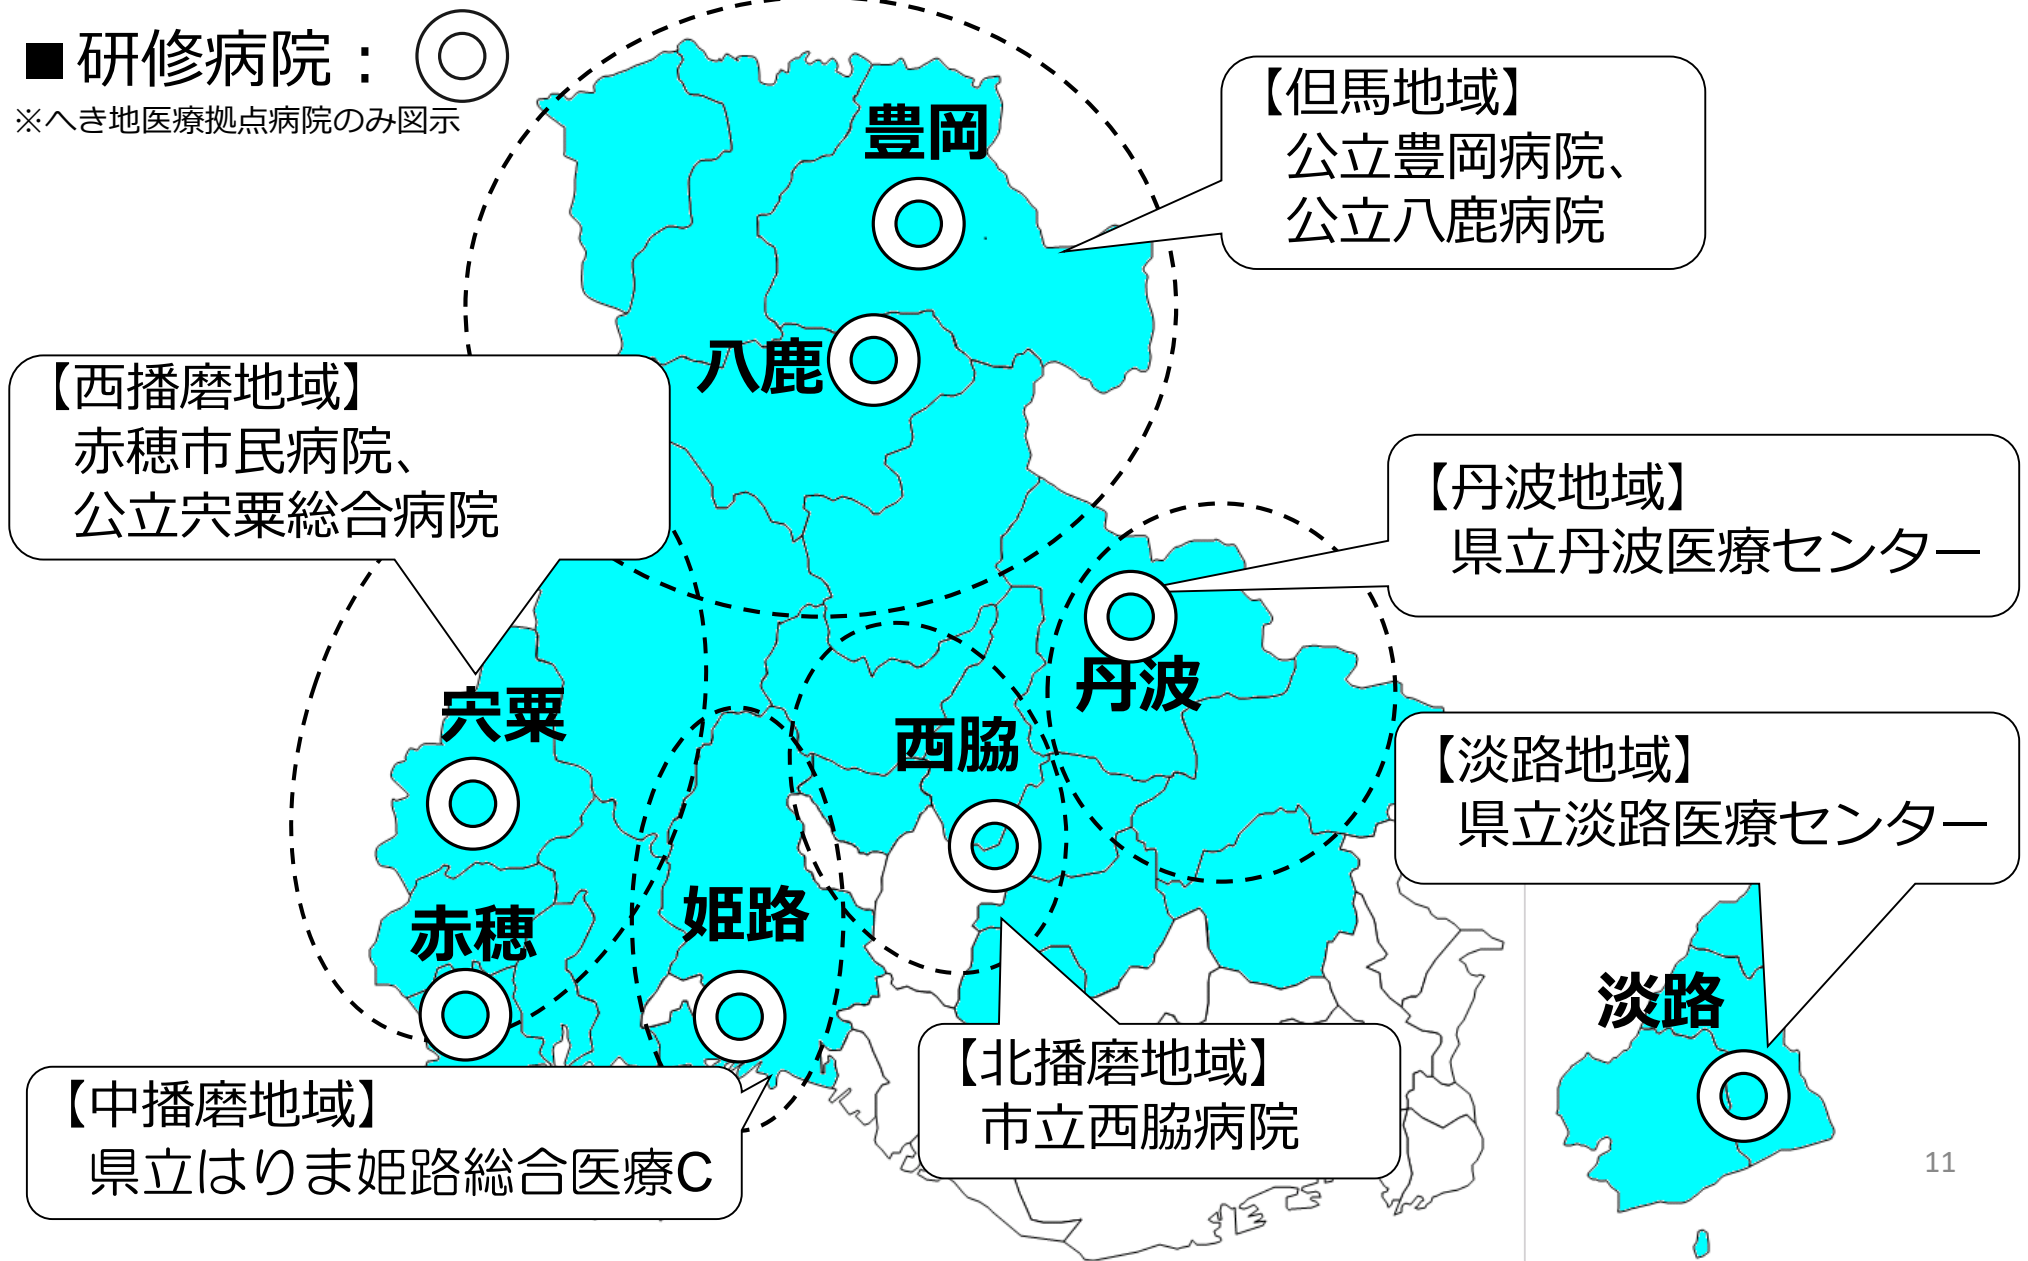 ■研修病院：
※へき地医療拠点病院のみ図示
【但馬地域】
公立豊岡病院、
公立八鹿病院
豊岡
八鹿
【西播磨地域】
赤穂市民病院、
公立宍粟総合病院
【丹波地域】
県立丹波医療センター
丹波
宍粟
西脇
【淡路地域】
県立淡路医療センター
赤穂
姫路
淡路
【北播磨地域】
市立西脇病院
【中播磨地域】
県立はりま姫路総合医療C
11